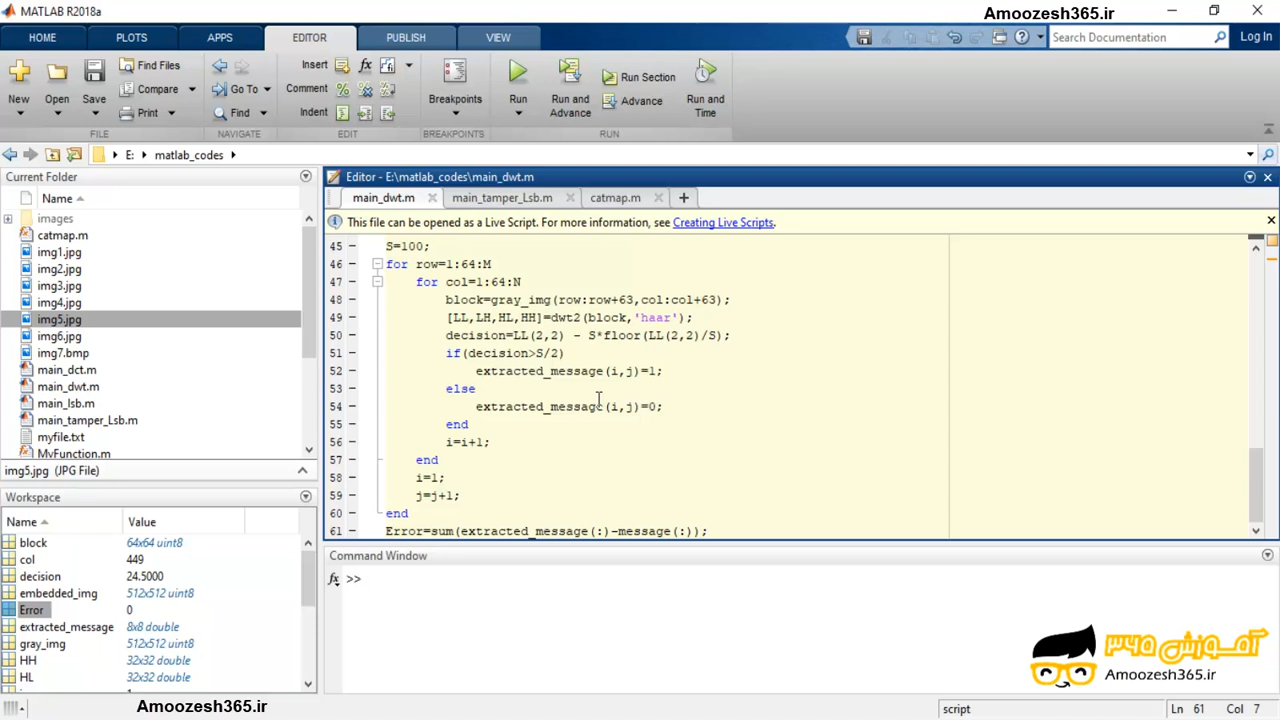 MATLAB R2018a
Amoozesh365.ir
HOME PLOTS APPS EDITOR PUBLISH VIEW
Search Documentation Log In
New Open Save Find Files Compare Print
Go To Find
Insert Comment Indent fx
Breakpoints
Run Run and Advance Run Section Advance Run and Time
FILE NAVIGATE EDIT BREAKPOINTS RUN
E: matlab_codes
Current Folder
Name
images
catmap.m
img1.jpg
img2.jpg
img3.jpg
img4.jpg
img5.jpg
img6.jpg
img7.bmp
main_dct.m
main_dwt.m
main_lsb.m
main_tamper_Lsb.m
myfile.txt
MyFunction.m
img5.jpg (JPG File)
Workspace
Name Value
block 64x64 uint8
col 449
decision 24.5000
embedded_img 512x512 uint8
Error 0
extracted_message 8x8 double
gray_img 512x512 uint8
HH 32x32 double
HL 32x32 double
Amoozesh365.ir
Editor - E:\matlab_codes\main_dwt.m
main_dwt.m main_tamper_Lsb.m catmap.m
This file can be opened as a Live Script. For more information, see Creating Live Scripts.
45 – S=100;
46 – for row=1:64:M
47 – for col=1:64:N
48 – block=gray_img(row:row+63,col:col+63);
49 – [LL,LH,HL,HH]=dwt2(block,'haar');
50 – decision=LL(2,2) - S*floor(LL(2,2)/S);
51 – if(decision>S/2)
52 – extracted_message(i,j)=1;
53 – else
54 – extracted_message(i,j)=0;
55 – end
56 – i=i+1;
57 – end
58 – i=1;
59 – j=j+1;
60 – end
61 – Error=sum(extracted_message(:)-message(:));
Command Window
fx >>
آموزش ۳۶۵
Amoozesh365.ir
script Ln 61 Col 7